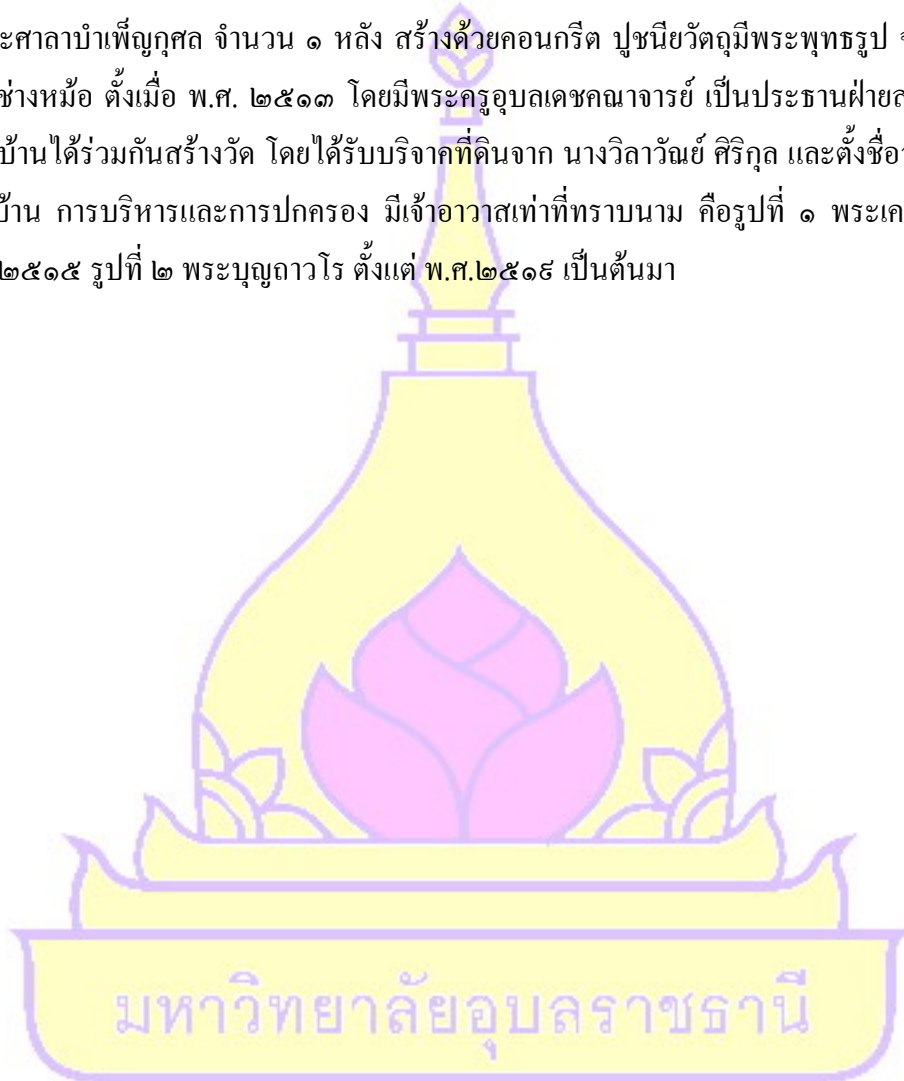 ะศาลาบำเพ็ญกุศล จำนวน ๑ หลัง สร้างด้วยคอนกรีต ปูชนียวัตถุมีพระพุทธรูป จ
ช่างหม้อ ตั้งเมื่อ พ.ศ. ๒๕๑๓ โดยมีพระครูอุบลเดชคณาจารย์ เป็นประธานฝ่ายส
บ้านได้ร่วมกันสร้างวัด โดยได้รับบริจาคที่ดินจาก นางวิลาวัณย์ ศิริกุล และตั้งชื่อว
บ้าน การบริหารและการปกครอง มีเจ้าอาวาสเท่าที่ทราบนาม คือรูปที่ ๑ พระเค
๒๕๑๕ รูปที่ ๒ พระบุญถาวโร ตั้งแต่ พ.ศ.๒๕๑๙ เป็นต้นมา
มหาวิทยาลัยอุบลราชธานี